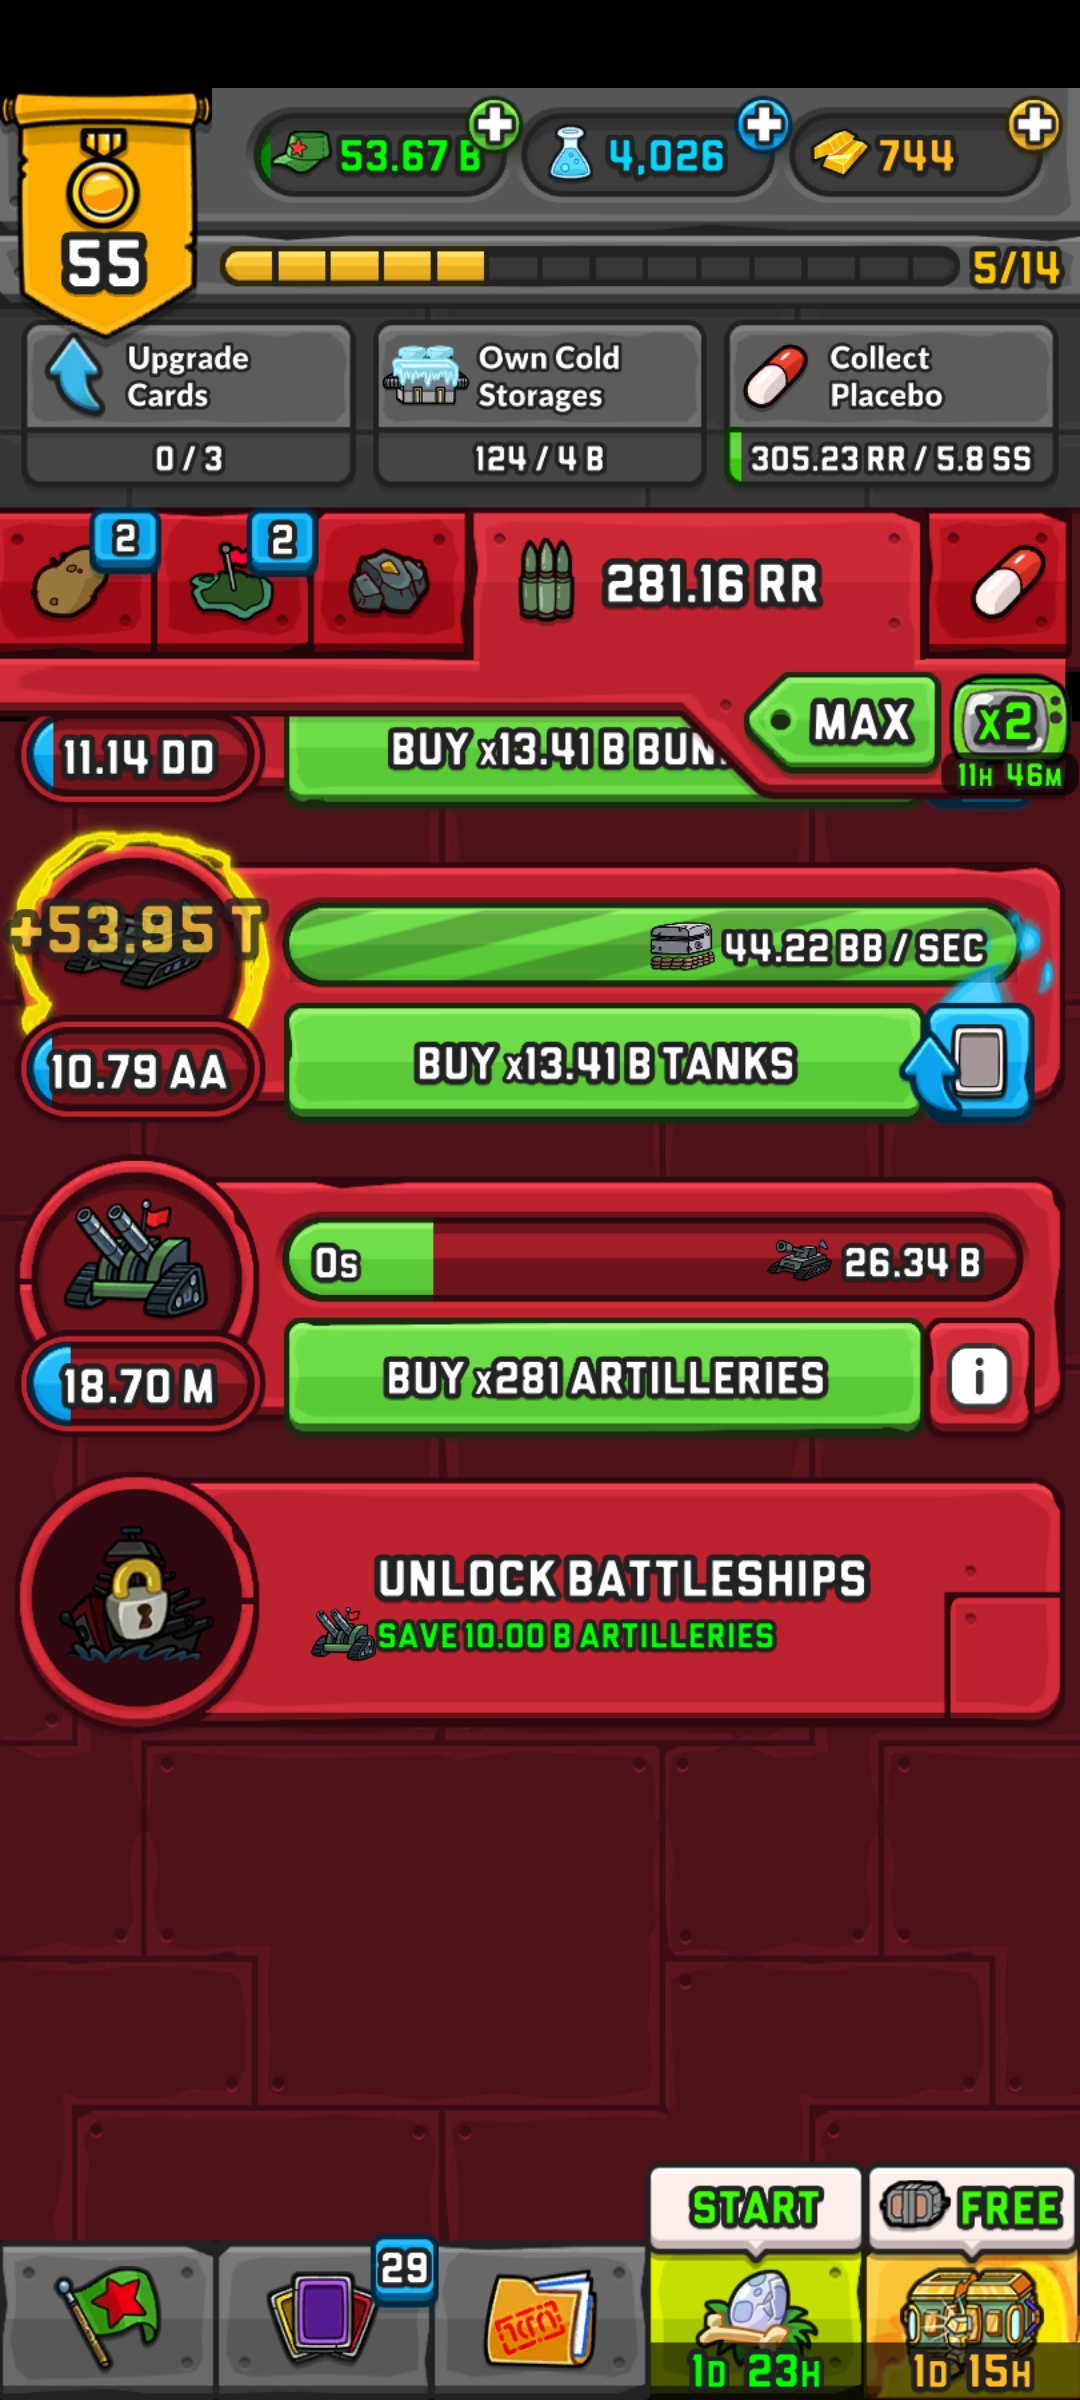 55
53.67 B
4,026
744
5/14
Upgrade
Cards
0 / 3
Own Cold
Storages
124 / 4 B
Collect
Placebo
305.23 RR / 5.8 SS
2
2
281.16 RR
MAX
x2
11H 46M
11.14 DD
BUY x13.41 B BUN.
+53.95 T
44.22 BB / SEC
10.79 AA
BUY x13.41 B TANKS
0s
26.34 B
18.70 M
BUY x281 ARTILLERIES
i
UNLOCK BATTLESHIPS
SAVE 10.00 B ARTILLERIES
START
FREE
29
1D 23H
1D 15H